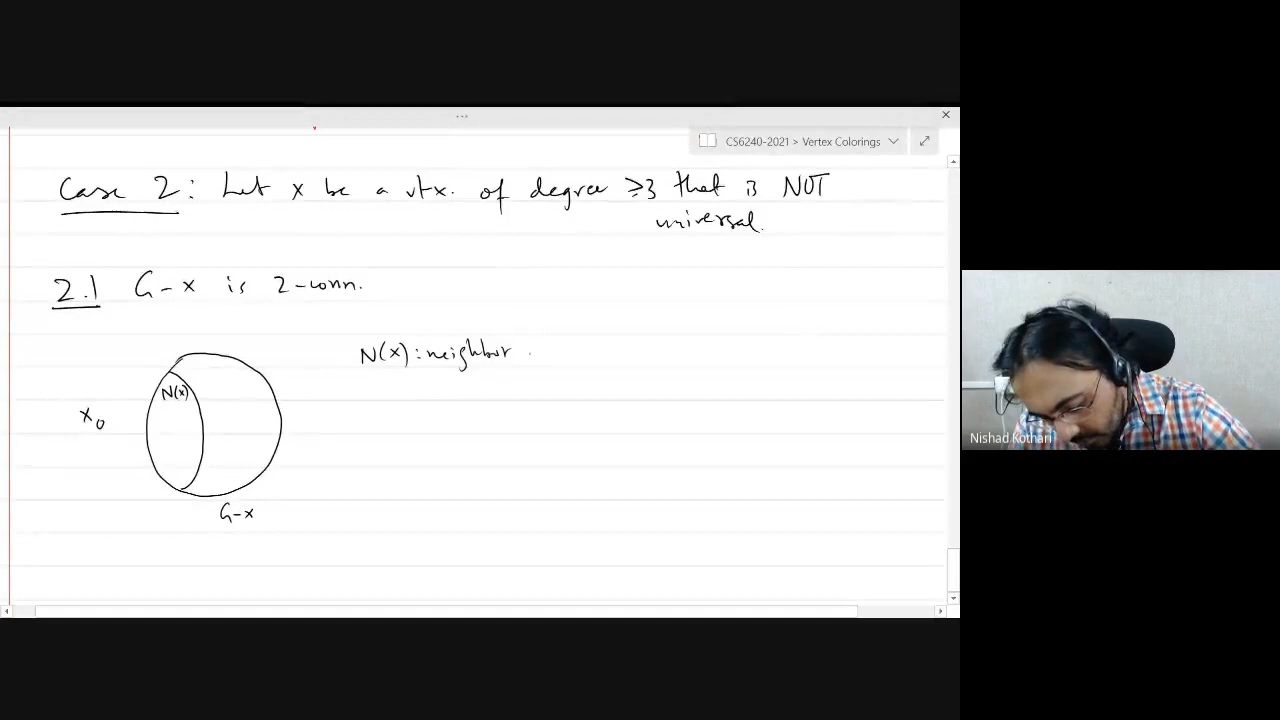 CS6240-2021 > Vertex Colorings
Case 2: Let x be a vtx. of degree ≥3 that is NOT
universal.
2.1 G-x is 2-conn.
N(x): neighbor
N(x)
x
G-x
Nishad Kothari